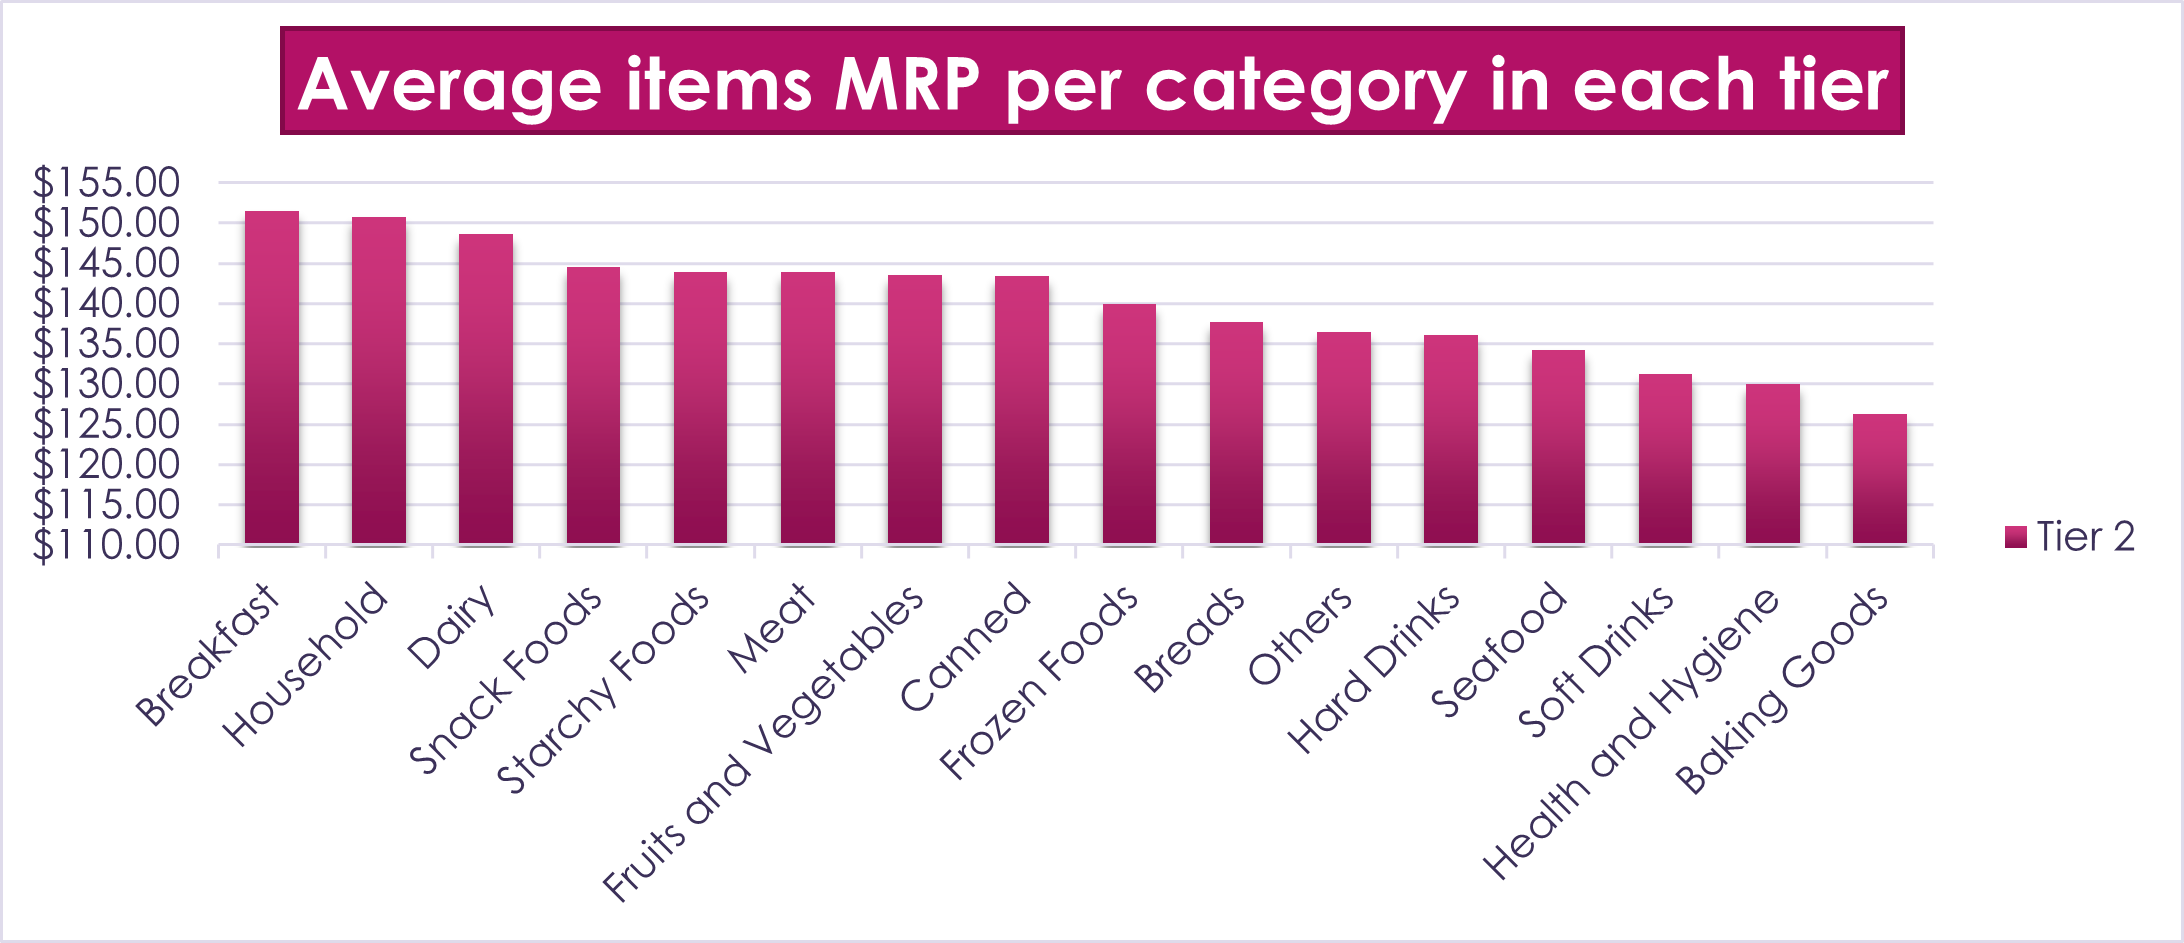 Average items MRP per category in each tier
$155.00
$150.00
$145.00
$140.00
$135.00
$130.00
$125.00
$120.00
$115.00
$110.00
Breakfast
Household
Dairy
Snack Foods
Starchy Foods
Meat
Fruits and Vegetables
Canned
Frozen Foods
Breads
Others
Hard Drinks
Seafood
Soft Drinks
Health and Hygiene
Baking Goods
Tier 2